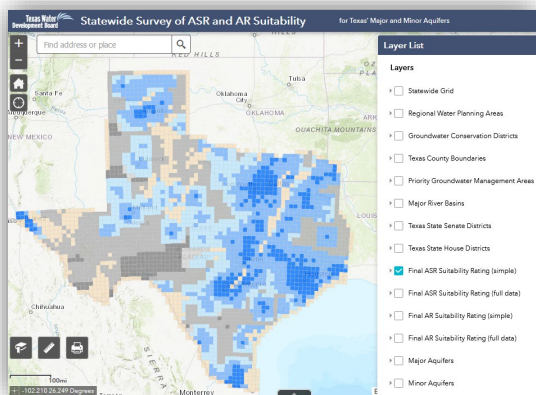 Texas Water
Development Board
Statewide Survey of ASR and AR Suitability
for Texas' Major and Minor Aquifers
+
−
Find address or place
Layer List
Layers
Statewide Grid
Regional Water Planning Areas
Groundwater Conservation Districts
Texas County Boundaries
Priority Groundwater Management Areas
Major River Basins
Texas State Senate Districts
Texas State House Districts
Final ASR Suitability Rating (simple)
Final ASR Suitability Rating (full data)
Final AR Suitability Rating (simple)
Final AR Suitability Rating (full data)
Major Aquifers
Minor Aquifers
HILLS
RED HILLS
Tulsa
Santa Fe
Oklahoma
City
OKLAHOMA
OUACHITA MOUNTAINS
NEW MEXICO
LOUIS
Chihuahua
SIERRA
100mi
-102.210 26.249 Degrees
Monterrey